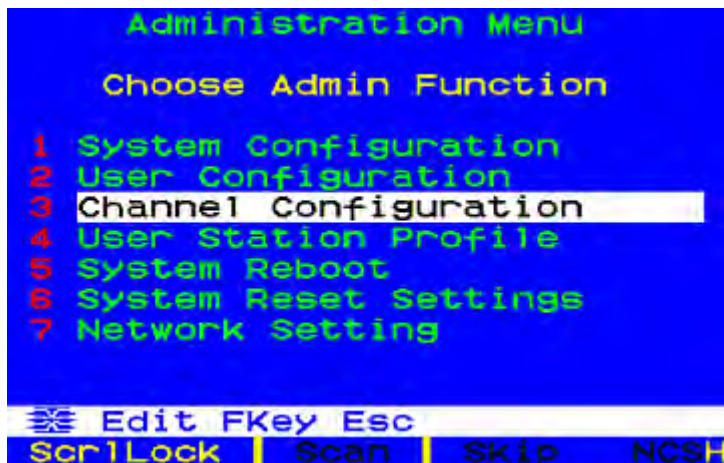 Administration Menu
Choose Admin Function
1 System Configuration
2 User Configuration
3 Channel Configuration
4 User Station Profile
5 System Reboot
6 System Reset Settings
7 Network Setting
Edit FKey Esc
ScrlLock Scan Skip NCSH